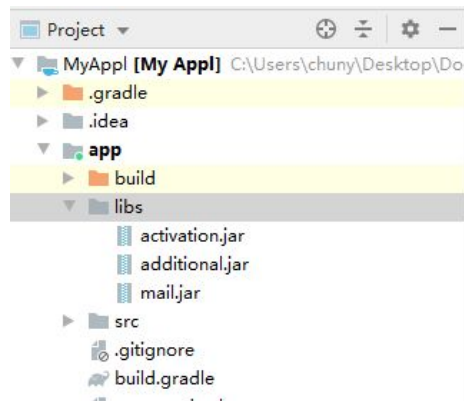 Project
MyAppl [My Appl] C:\Users\chuny\Desktop\Do
.gradle
.idea
app
build
libs
activation.jar
additional.jar
mail.jar
src
.gitignore
build.gradle